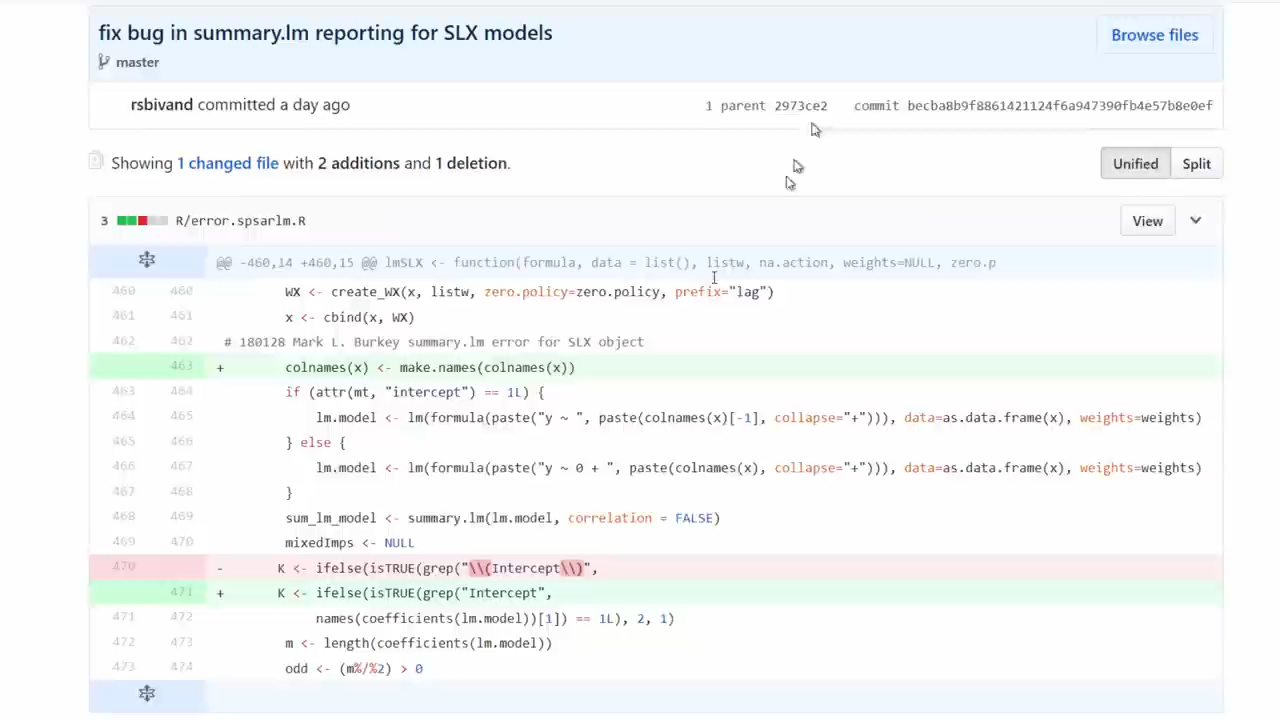 fix bug in summary.lm reporting for SLX models
Browse files
master
rsbivand committed a day ago
1 parent 2973ce2 commit becba8b9f8861421124f6a947390fb4e57b8e0ef
Showing 1 changed file with 2 additions and 1 deletion.
Unified Split
3 R/error.spsarlm.R
View
@@ -460,14 +460,15 @@ lmSLX <- function(formula, data = list(), listw, na.action, weights=NULL, zero.p
460 460 WX <- create_WX(x, listw, zero.policy=zero.policy, prefix="lag")
461 461 x <- cbind(x, WX)
462 462 # 180128 Mark L. Burkey summary.lm error for SLX object
463 + colnames(x) <- make.names(colnames(x))
463 464 if (attr(mt, "intercept") == 1L) {
464 465 lm.model <- lm(formula(paste("y ~ ", paste(colnames(x)[-1], collapse="+"))), data=as.data.frame(x), weights=weights)
465 466 } else {
466 467 lm.model <- lm(formula(paste("y ~ 0 + ", paste(colnames(x), collapse="+"))), data=as.data.frame(x), weights=weights)
467 468 }
468 469 sum_lm_model <- summary.lm(lm.model, correlation = FALSE)
469 470 mixedImps <- NULL
470 - K <- ifelse(isTRUE(grep("\\(Intercept\\)",
471 + K <- ifelse(isTRUE(grep("Intercept",
471 472 names(coefficients(lm.model))[1]) == 1L), 2, 1)
472 473 m <- length(coefficients(lm.model))
473 474 odd <- (m%/%2) > 0